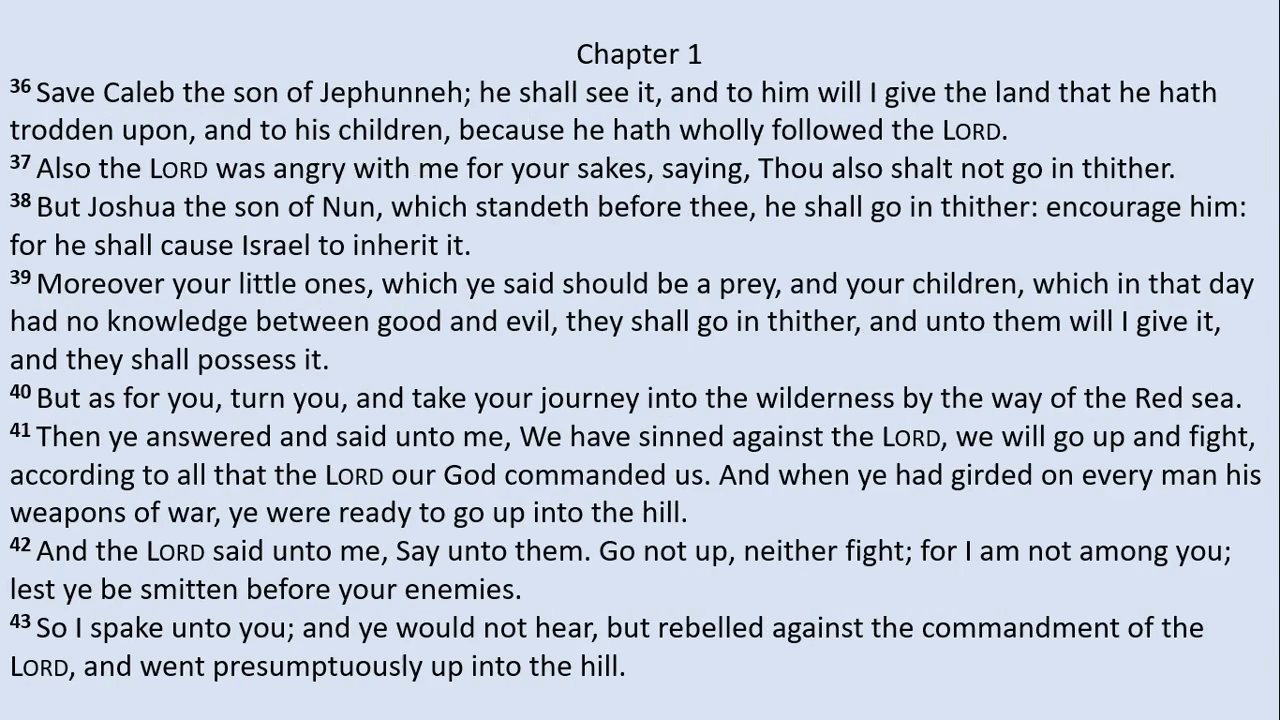 Chapter 1
36 Save Caleb the son of Jephunneh; he shall see it, and to him will I give the land that he hath
trodden upon, and to his children, because he hath wholly followed the LORD.
37 Also the LORD was angry with me for your sakes, saying, Thou also shalt not go in thither.
38 But Joshua the son of Nun, which standeth before thee, he shall go in thither: encourage him:
for he shall cause Israel to inherit it.
39 Moreover your little ones, which ye said should be a prey, and your children, which in that day
had no knowledge between good and evil, they shall go in thither, and unto them will I give it,
and they shall possess it.
40 But as for you, turn you, and take your journey into the wilderness by the way of the Red sea.
41 Then ye answered and said unto me, We have sinned against the LORD, we will go up and fight,
according to all that the LORD our God commanded us. And when ye had girded on every man his
weapons of war, ye were ready to go up into the hill.
42 And the LORD said unto me, Say unto them. Go not up, neither fight; for I am not among you;
lest ye be smitten before your enemies.
43 So I spake unto you; and ye would not hear, but rebelled against the commandment of the
LORD, and went presumptuously up into the hill.